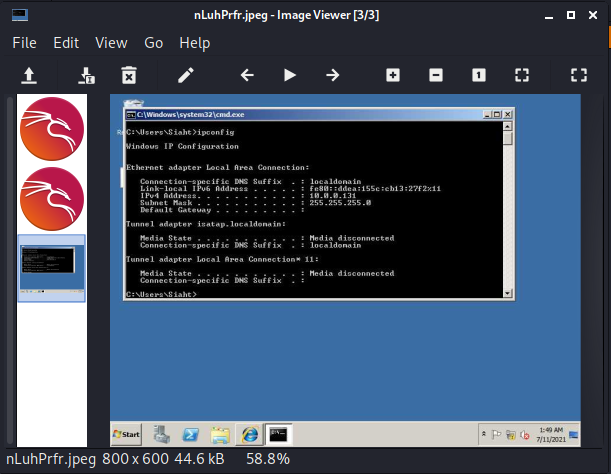 nLuhPrfr.jpeg - Image Viewer [3/3]
File Edit View Go Help
C:\Windows\system32\cmd.exe
C:\Users\Siaht>ipconfig
Windows IP Configuration
Ethernet adapter Local Area Connection:
Connection-specific DNS Suffix . : localdomain
Link-local IPv6 Address . . . . . : fe80::ddea:155c:cb13:27f2%11
IPv4 Address. . . . . . . . . . . : 10.0.0.131
Subnet Mask . . . . . . . . . . . : 255.255.255.0
Default Gateway . . . . . . . . . :
Tunnel adapter isatap.localdomain:
Media State . . . . . . . . . . . : Media disconnected
Connection-specific DNS Suffix . : localdomain
Tunnel adapter Local Area Connection* 11:
Media State . . . . . . . . . . . : Media disconnected
Connection-specific DNS Suffix . :
C:\Users\Siaht>
Start
1:49 AM
7/11/2021
nLuhPrfr.jpeg 800 x 600 44.6 kB 58.8%